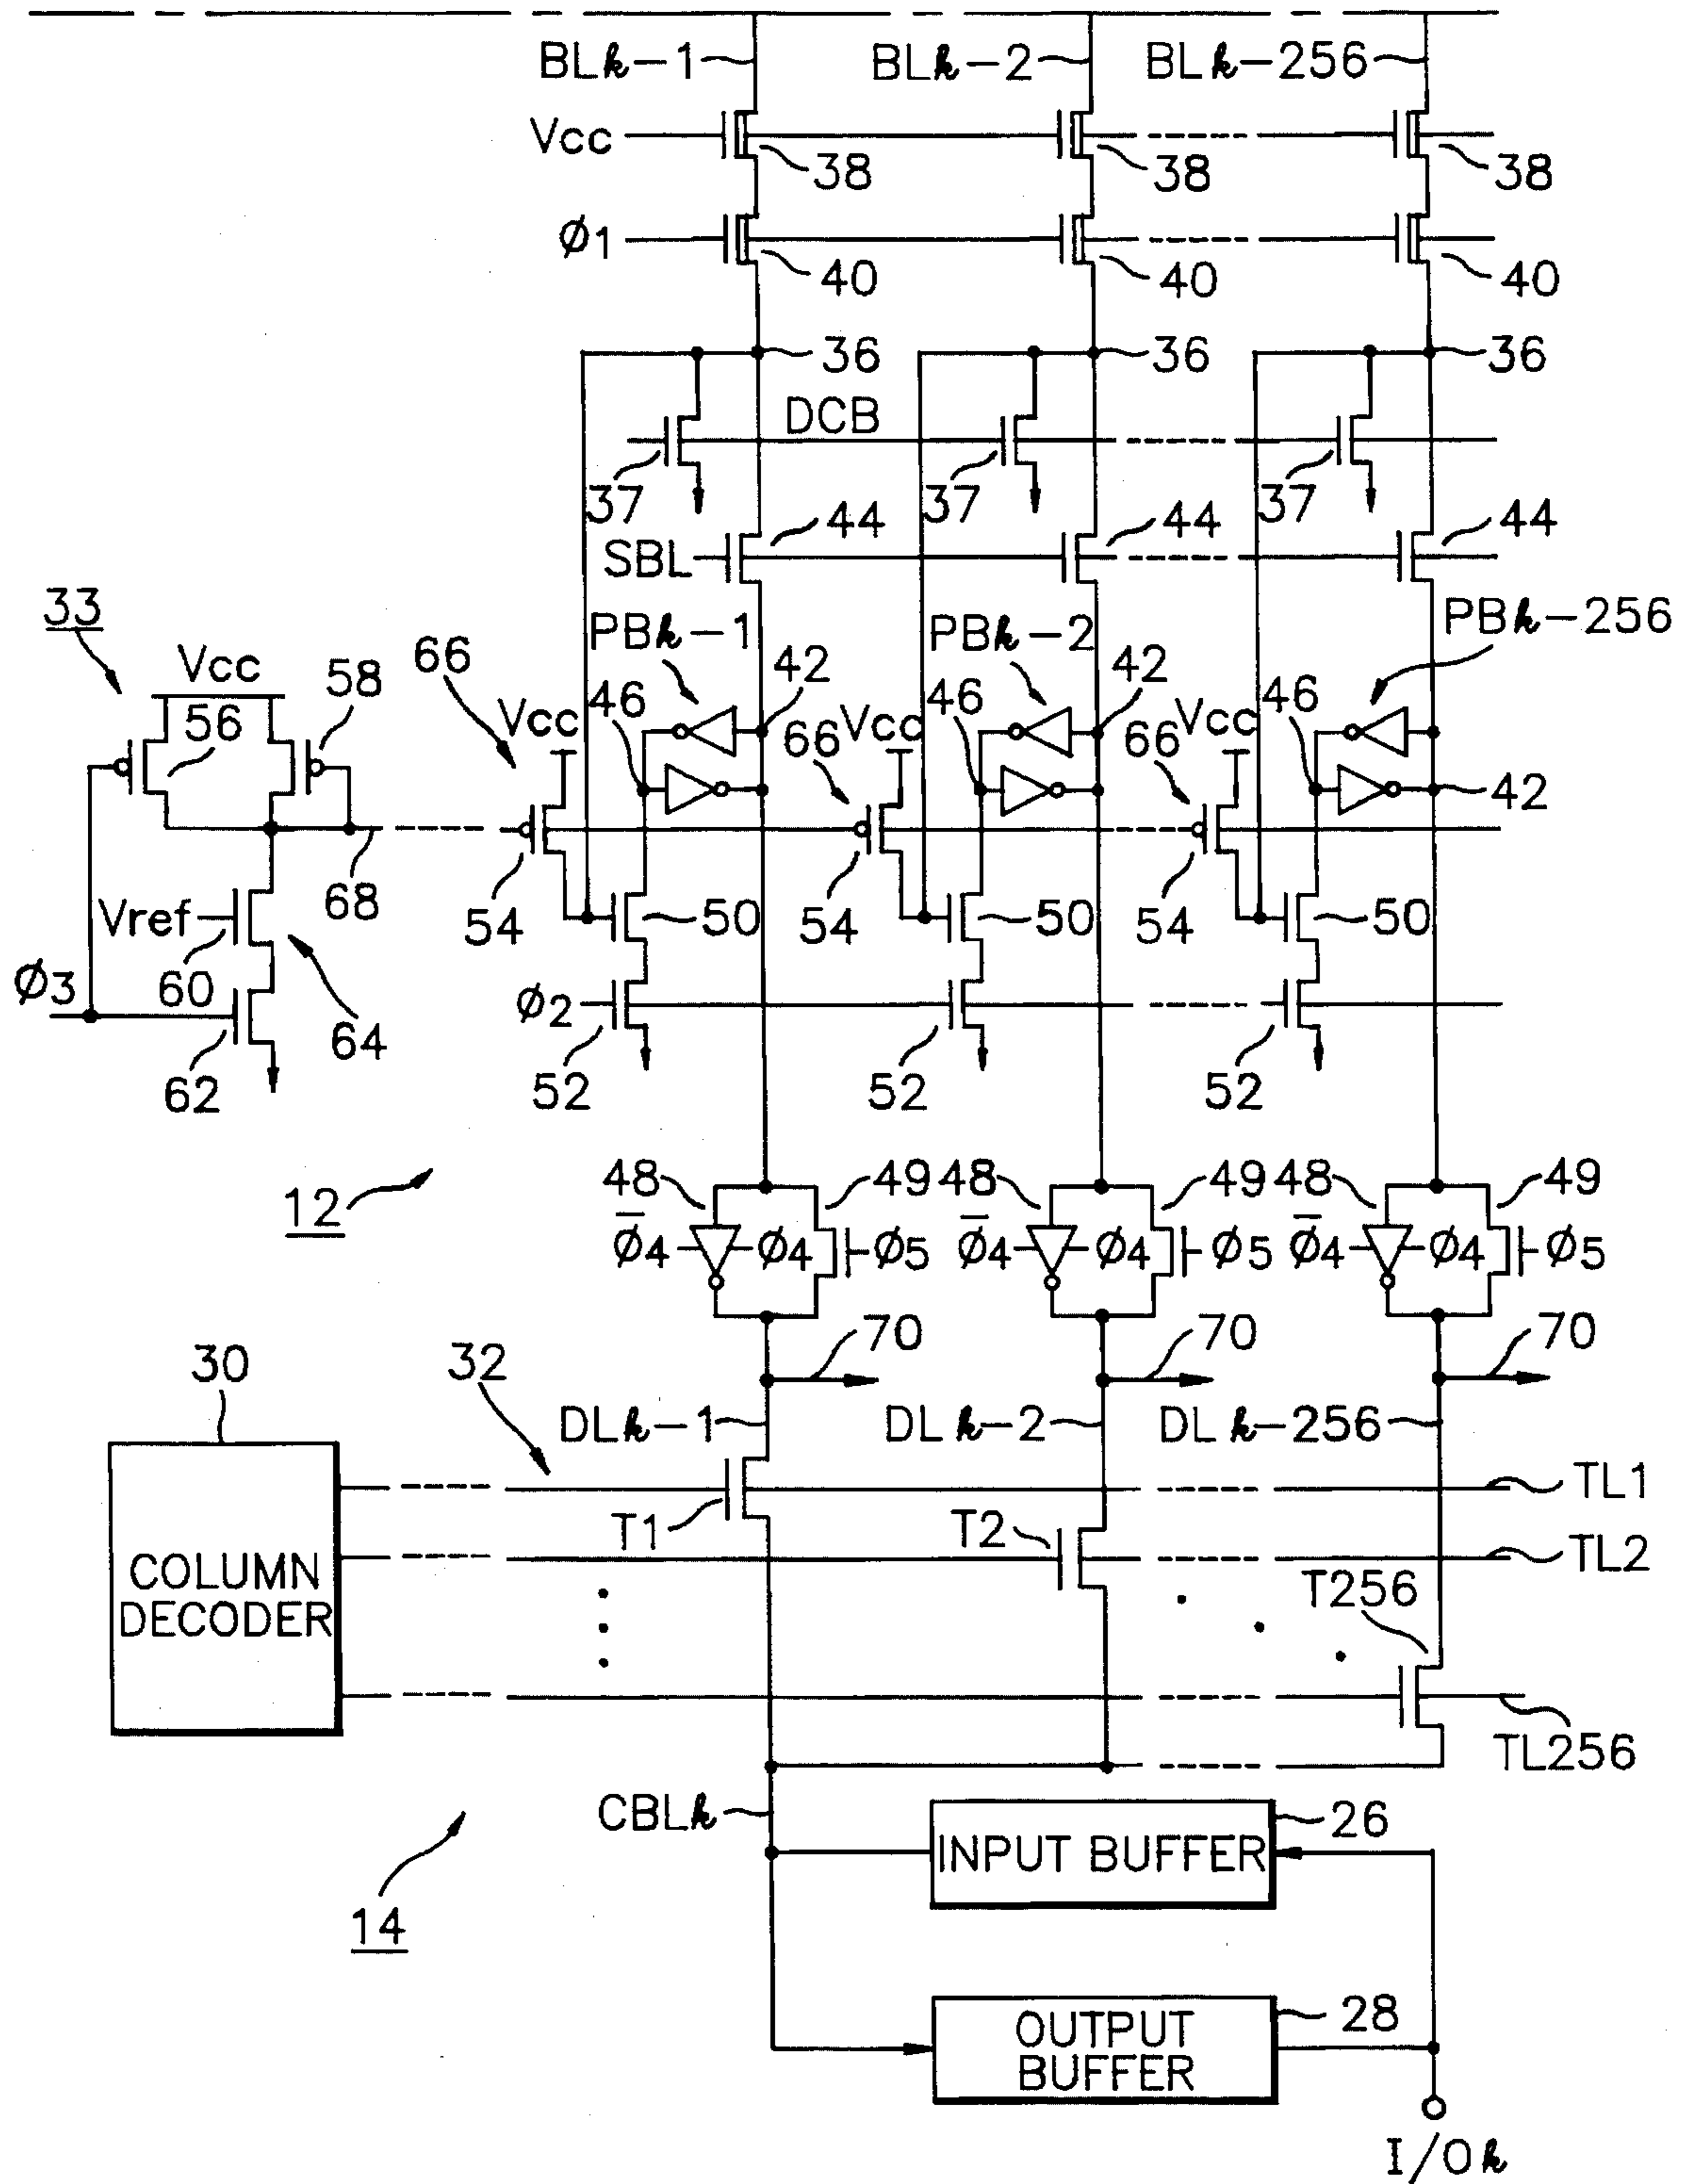 BLk-1 BLk-2 BLk-256
Vcc 38 38 38
ø1 40 40 40
36 36 36
DCB
37 37 37
44 44 44
SBL
33 PBk-1 PBk-2 PBk-256
66 Vcc 58 46 42 46 42 46
56 Vcc 66 Vcc 66 Vcc
42
54 68 50 54 50 54 50
Vref
ø3 60 ø2
62 64 52 52 52
12 48 49 48 49 48 49
ø̅4 ø4 ø5 ø̅4 ø4 ø5 ø̅4 ø4 ø5
70 70 70
30 32
DLk-1 DLk-2 DLk-256
TL1
T1 T2
TL2
COLUMN
DECODER
T256
TL256
CBLk
26
INPUT BUFFER
14
28
OUTPUT
BUFFER
I/Ok